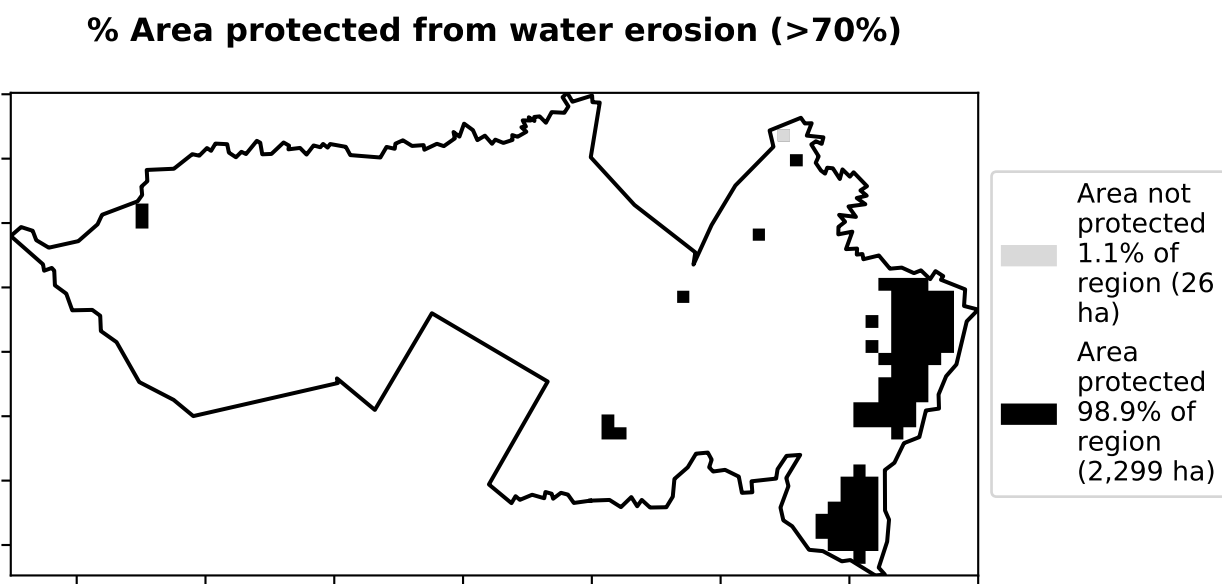 % Area protected from water erosion (>70%)
Area not
protected
1.1% of
region (26
ha)
Area
protected
98.9% of
region
(2,299 ha)